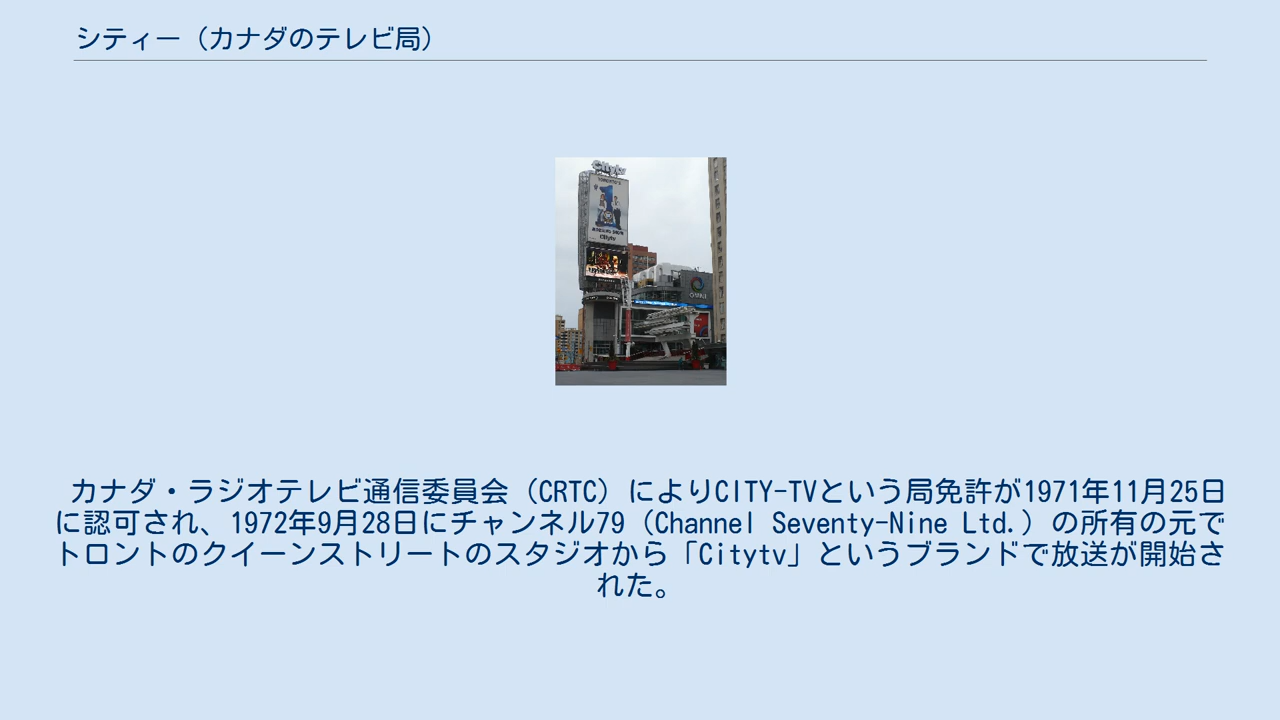 シティー（カナダのテレビ局）
Citytv
Citytv
OMNI
カナダ・ラジオテレビ通信委員会（CRTC）によりCITY-TVという局免許が1971年11月25日
に認可され、1972年9月28日にチャンネル79（Channel Seventy-Nine Ltd.）の所有の元で
トロントのクイーンストリートのスタジオから「Citytv」というブランドで放送が開始さ
れた。